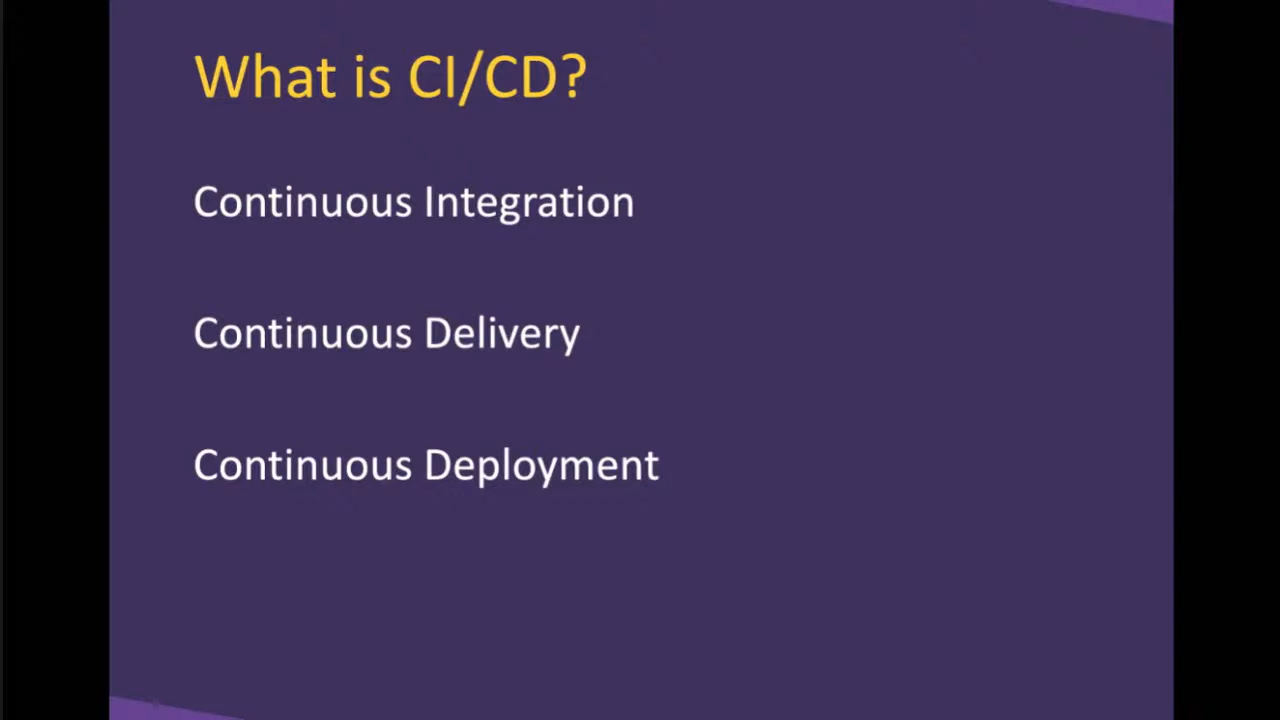 What is CI/CD?
Continuous Integration
Continuous Delivery
Continuous Deployment